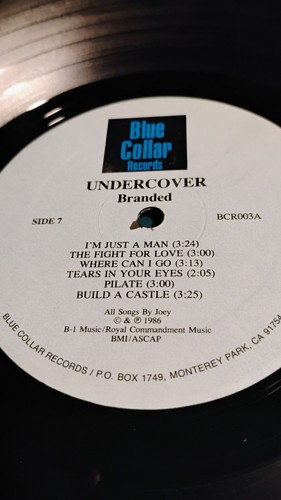 Blue
Collar
Records
UNDERCOVER
Branded
SIDE 7 BCR003A
I'M JUST A MAN (3:24)
THE FIGHT FOR LOVE (3:00)
WHERE CAN I GO (3:13)
TEARS IN YOUR EYES (2:05)
PILATE (3:00)
BUILD A CASTLE (3:25)
All Songs By Joey
© & ℗ 1986
B-1 Music/Royal Commandment Music
BMI/ASCAP
BLUE COLLAR RECORDS / P.O. BOX 1749, MONTEREY PARK, CA 91754